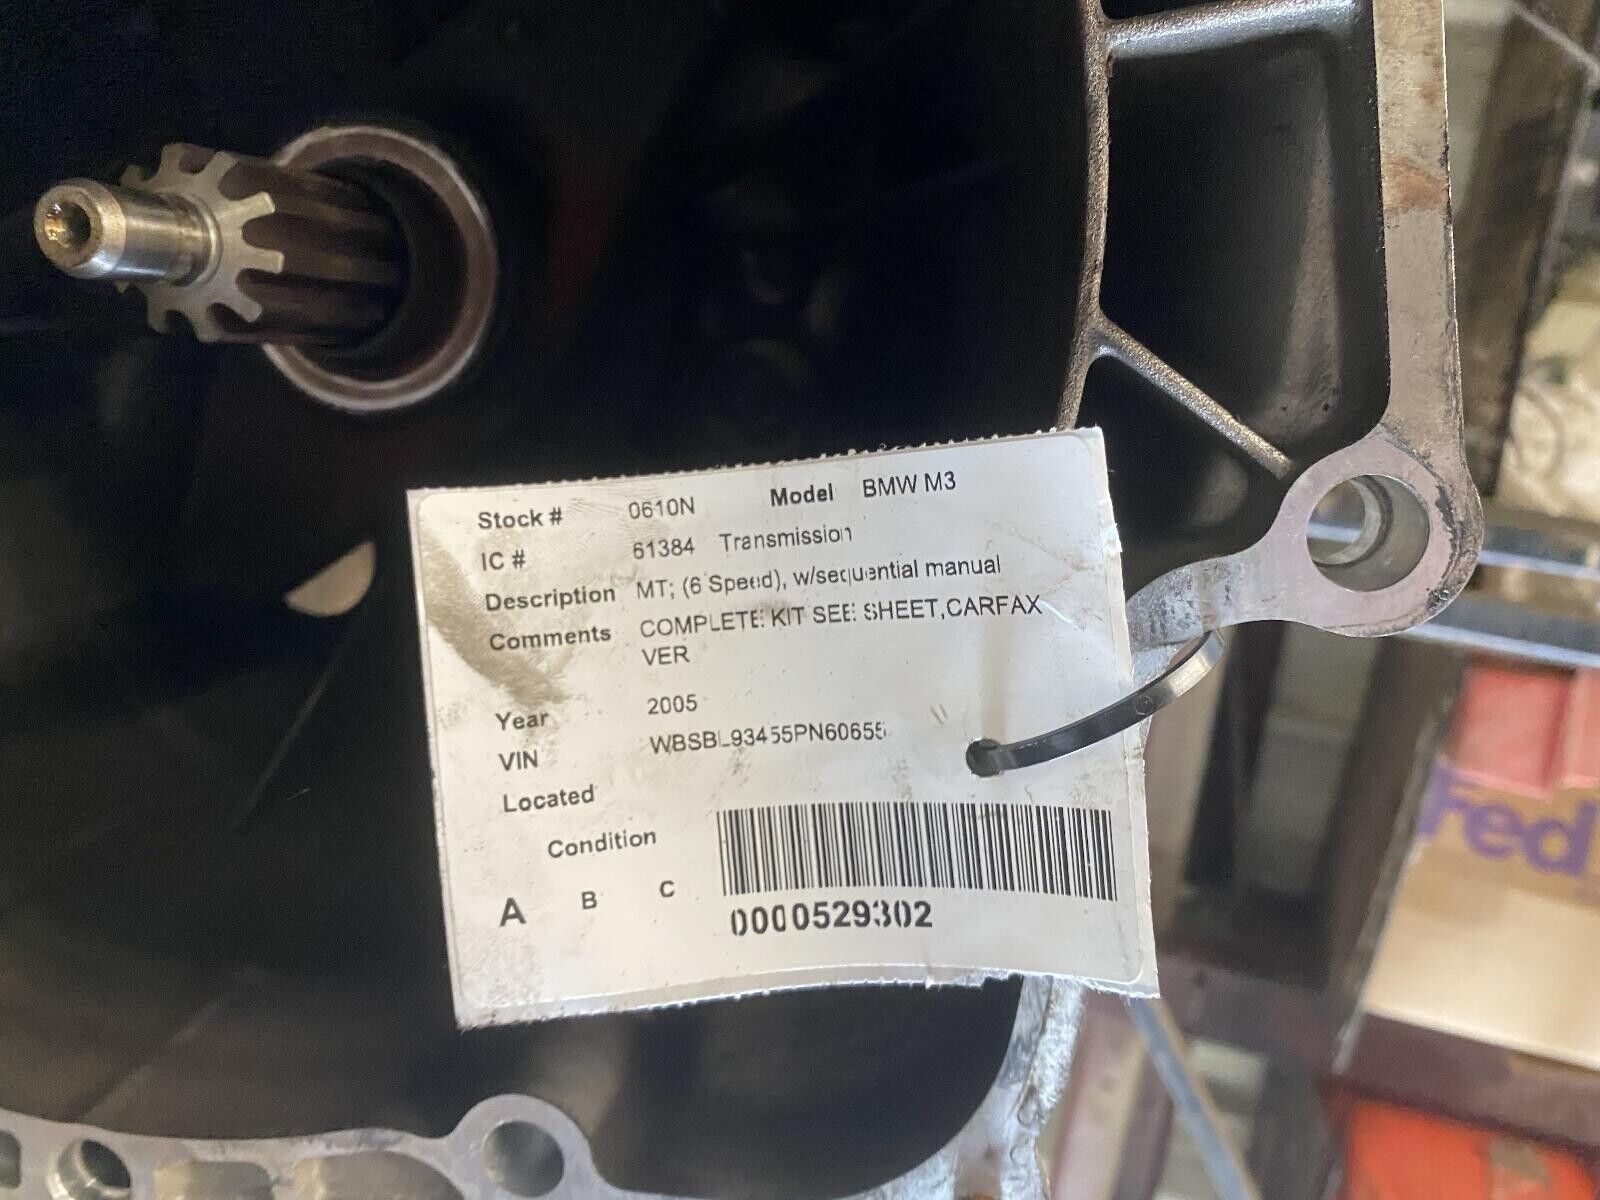 Stock # 0610N Model BMW M3
IC # 61384 Transmission
Description MT; (6 Speed), w/sequential manual
Comments COMPLETE KIT SEE SHEET,CARFAX
VER
Year 2005
VIN WBSBL93455PN60655
Located
Condition
A B C
0000529302
red